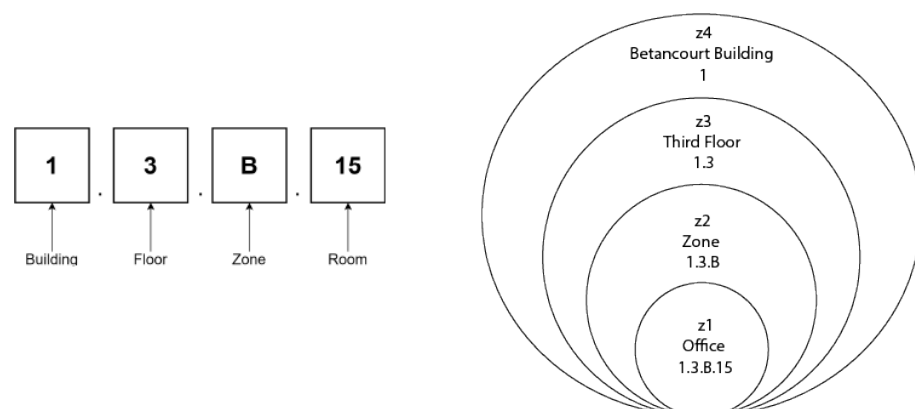 1 . 3 . B . 15
Building Floor Zone Room
z4
Betancourt Building
1
z3
Third Floor
1.3
z2
Zone
1.3.B
z1
Office
1.3.B.15